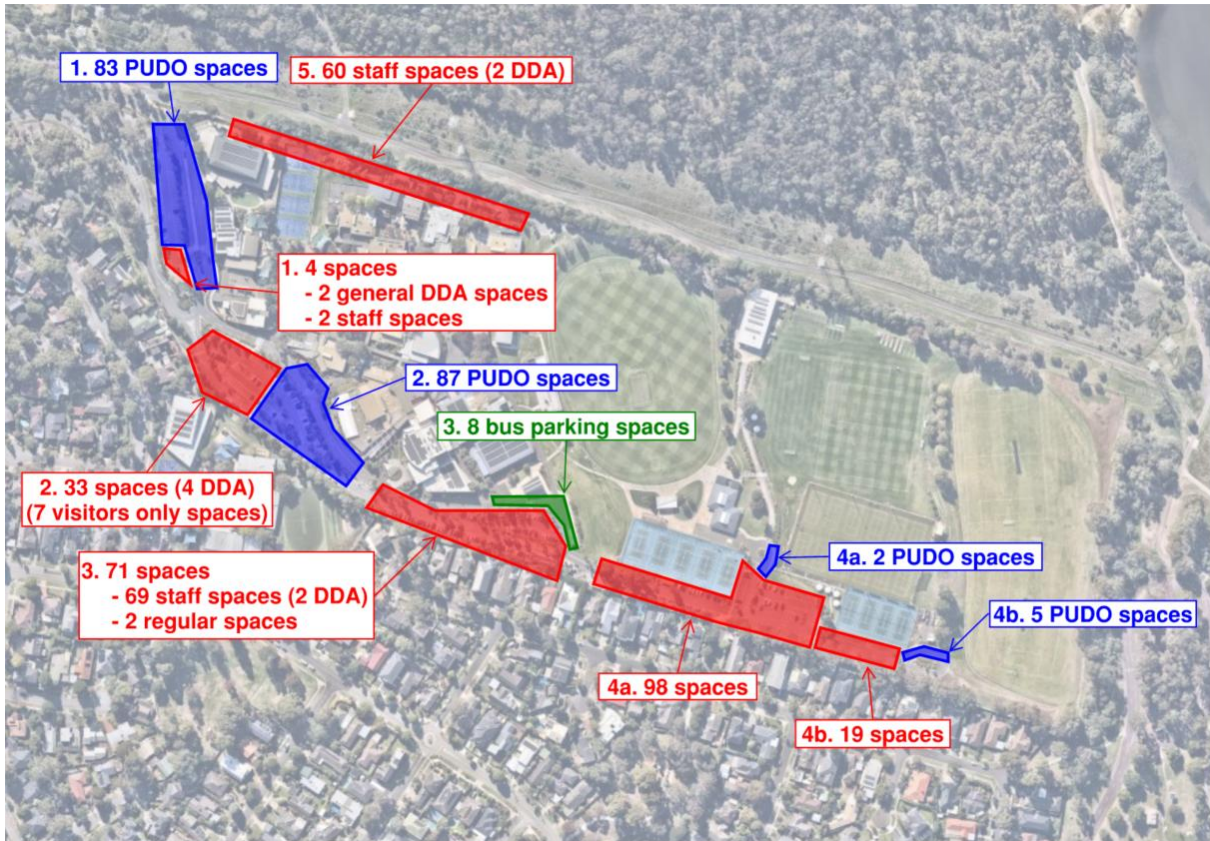 1. 83 PUDO spaces
5. 60 staff spaces (2 DDA)
1. 4 spaces
- 2 general DDA spaces
- 2 staff spaces
2. 87 PUDO spaces
3. 8 bus parking spaces
2. 33 spaces (4 DDA)
(7 visitors only spaces)
3. 71 spaces
- 69 staff spaces (2 DDA)
- 2 regular spaces
4a. 2 PUDO spaces
4b. 5 PUDO spaces
4a. 98 spaces
4b. 19 spaces